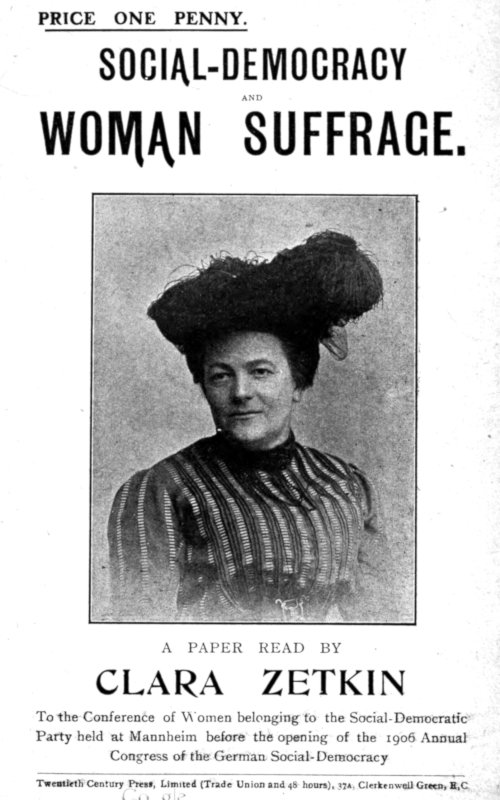 PRICE ONE PENNY.
SOCIAL-DEMOCRACY
AND
WOMAN SUFFRAGE.
A PAPER READ BY
CLARA ZETKIN
To the Conference of Women belonging to the Social-Democratic
Party held at Mannheim before the opening of the 1906 Annual
Congress of the German Social-Democracy
Twentieth Century Press, Limited (Trade Union and 48 hours), 37A, Clerkenwell Green, E,C